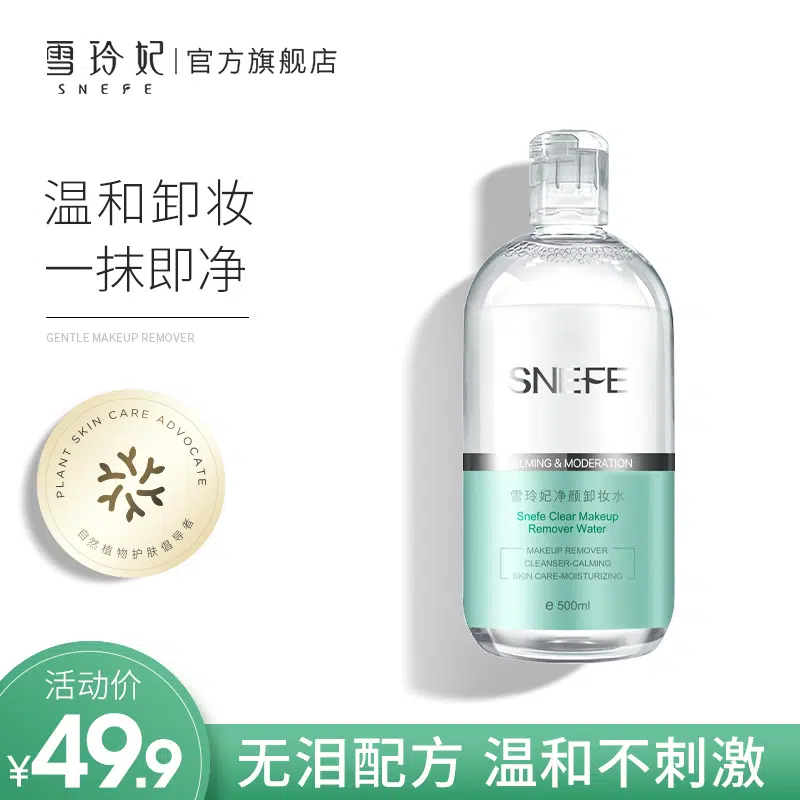 雪玲妃|官方旗舰店
SNEFE
温和卸妆
一抹即净
GENTLE MAKEUP REMOVER
PLANT SKIN CARE ADVOCATE
自然植物护肤倡导者
SNEFE
ALMING & MODERATION
雪玲妃净颜卸妆水
Snefe Clear Makeup
Remover Water
MAKEUP REMOVER
CLEANSER-CALMING
SKIN CARE-MOISTURIZING
e 500ml
活动价
¥49.9
无泪配方 温和不刺激